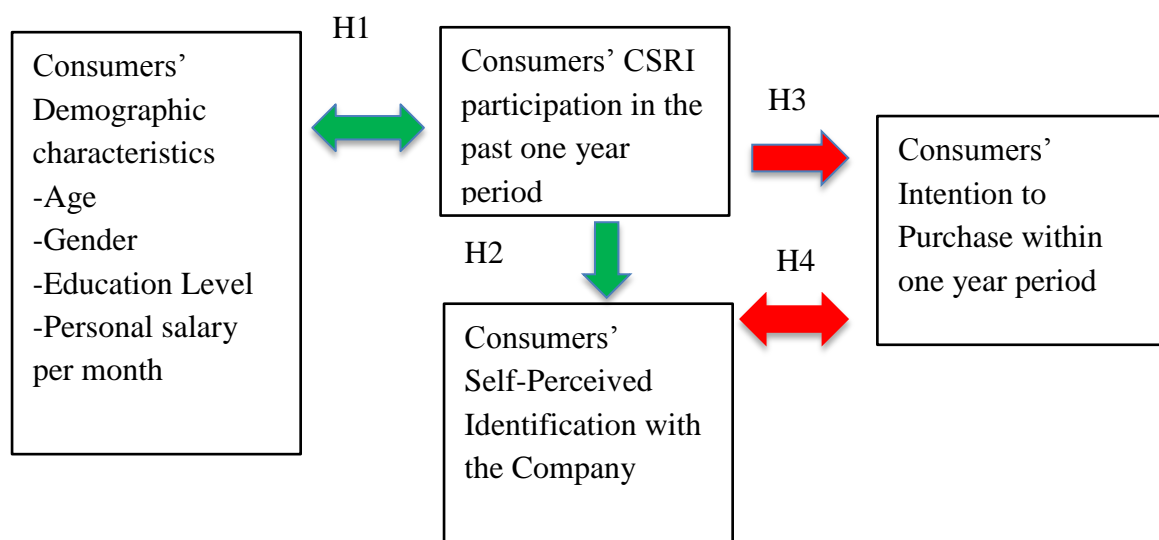 H1
Consumers’
Demographic
characteristics
-Age
-Gender
-Education Level
-Personal salary
per month
Consumers’ CSRI
participation in the
past one year
period
H3
Consumers’
Intention to
Purchase within
one year period
H2
H4
Consumers’
Self-Perceived
Identification with
the Company